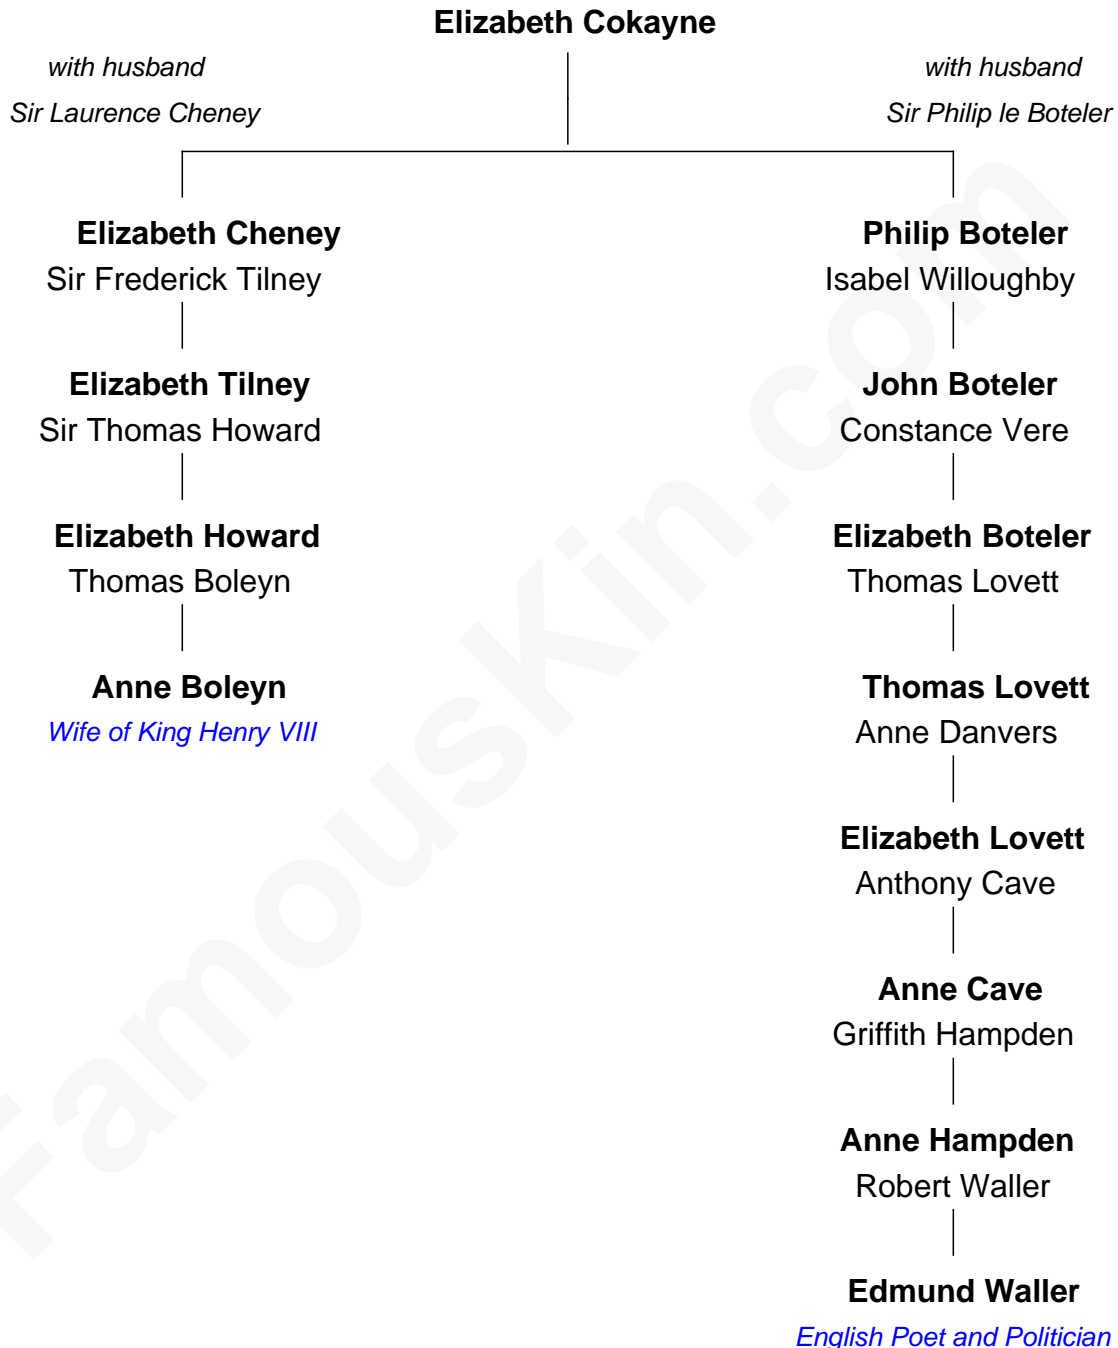 Elizabeth Cokayne
with husband
Sir Laurence Cheney
with husband
Sir Philip le Boteler
Elizabeth Cheney
Sir Frederick Tilney
Philip Boteler
Isabel Willoughby
Elizabeth Tilney
Sir Thomas Howard
John Boteler
Constance Vere
Elizabeth Howard
Thomas Boleyn
Elizabeth Boteler
Thomas Lovett
Anne Boleyn
Wife of King Henry VIII
Thomas Lovett
Anne Danvers
Elizabeth Lovett
Anthony Cave
Anne Cave
Griffith Hampden
Anne Hampden
Robert Waller
Edmund Waller
English Poet and Politician
FamousKin.com